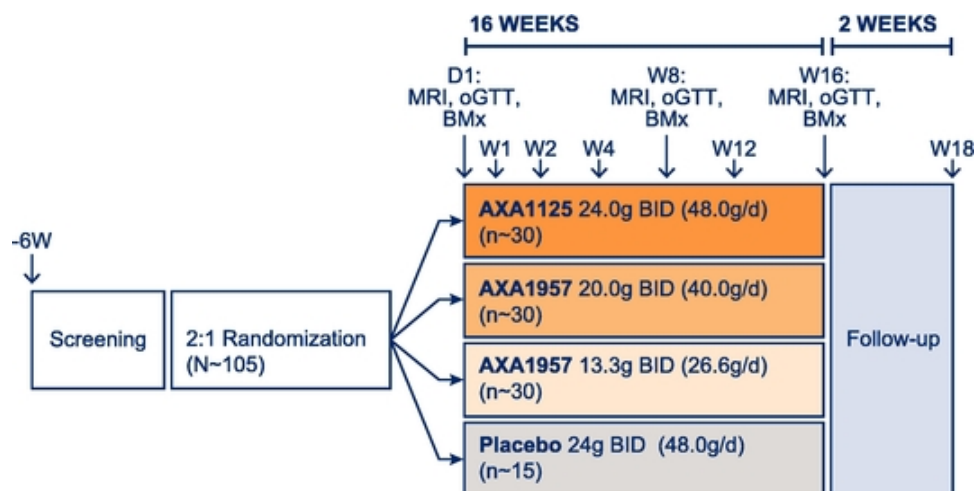 16 WEEKS
2 WEEKS
D1:
MRI, oGTT,
BMx
W8:
MRI, oGTT,
BMx
W16:
MRI, oGTT,
BMx
W1
W2
W4
W12
W18
-6W
Screening
2:1 Randomization
(N~105)
AXA1125 24.0g BID (48.0g/d)
(n~30)
AXA1957 20.0g BID (40.0g/d)
(n~30)
AXA1957 13.3g BID (26.6g/d)
(n~30)
Placebo 24g BID (48.0g/d)
(n~15)
Follow-up